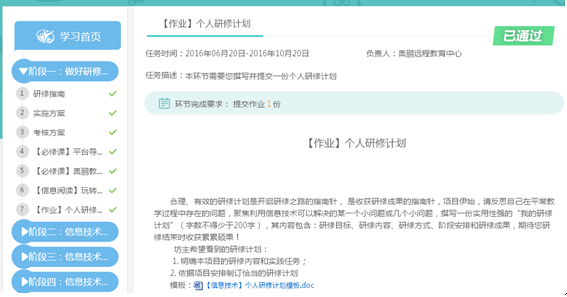 学习首页
阶段一：做好研修...
1 研修指南
2 实施方案
3 考核方案
4 【必修课】平台导...
5 【必修课】奥鹏教...
6 【信息阅读】玩转...
7 【作业】个人研修...
阶段二：信息技术...
阶段三：信息技术...
阶段四：信息技术...
【作业】个人研修计划
已通过
任务时间：2016年06月20日-2016年10月20日
负责人：奥鹏远程教育中心
任务描述：本环节需要您撰写并提交一份个人研修计划
环节完成要求： 提交作业 1 份
【作业】个人研修计划
合理、有效的研修计划是开启研修之路的指南针，是收获研修成果的指南针，项目伊始，请反思自己在平常教
学过程中存在的问题，聚焦利用信息技术可以解决的某一个小问题或几个小问题，撰写一份实用性强的“我的研修
计划”（字数不得少于200字），其内容包含：研修目标、研修内容、研修方式、阶段安排和研修成果，期待您研
修结束时收获累累硕果！
坊主希望看到的研修计划：
1. 明确本项目的研修内容和实践任务；
2. 依据项目安排制订恰当的研修计划
模板： 【信息技术】个人研修计划模板.doc